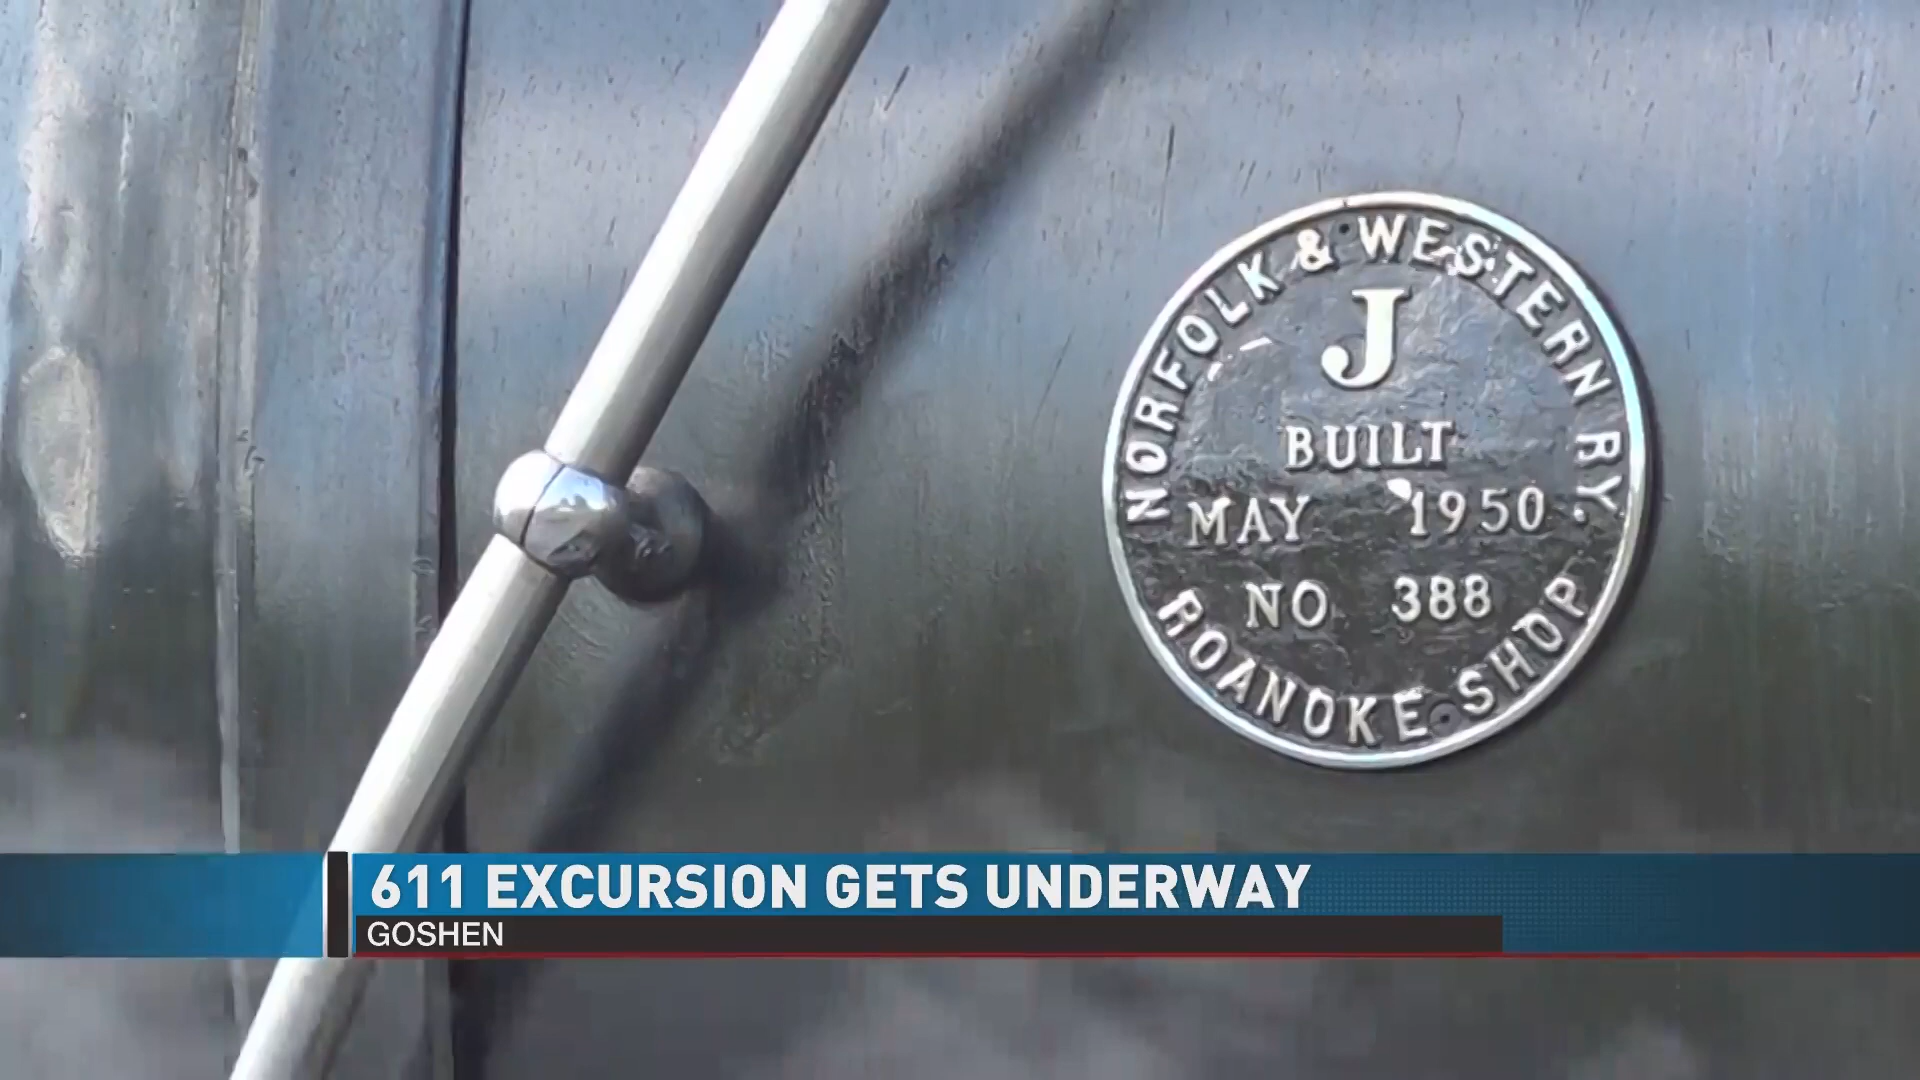 NORFOLK & WESTERN RY.
J
BUILT
MAY 1950
NO 388
ROANOKE SHOP
611 EXCURSION GETS UNDERWAY
GOSHEN